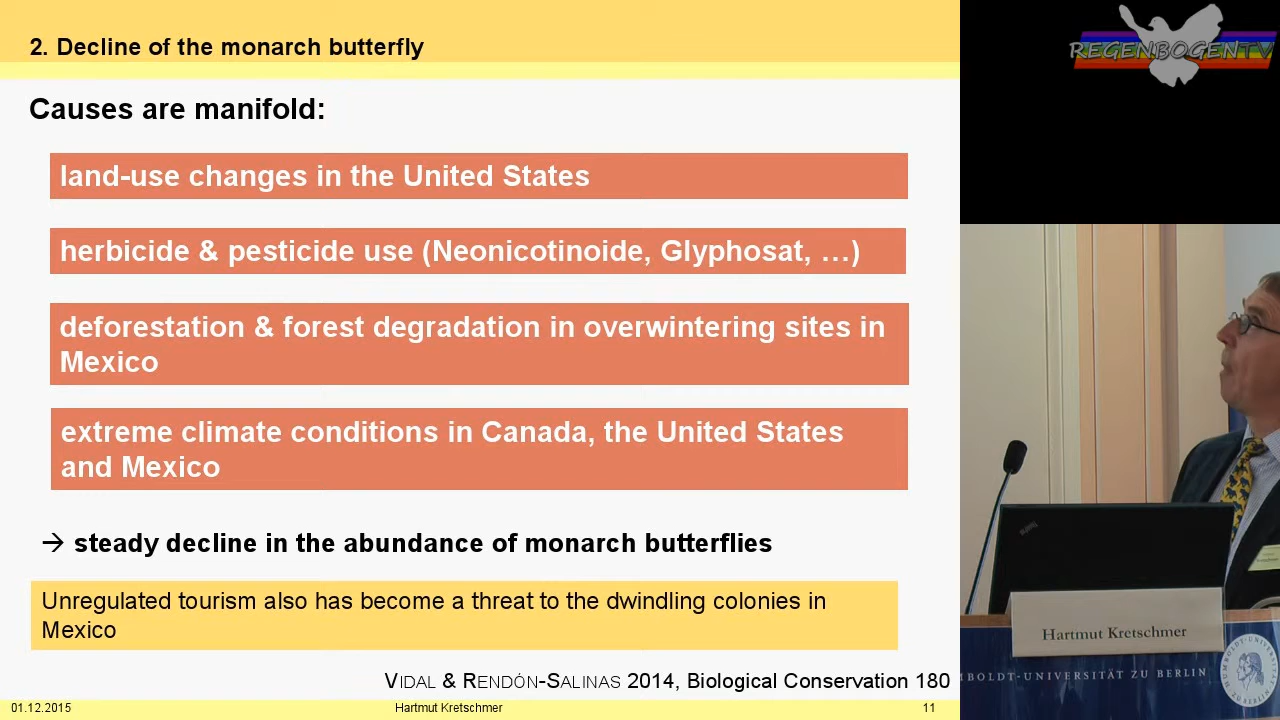 2. Decline of the monarch butterfly
Causes are manifold:
land-use changes in the United States
herbicide & pesticide use (Neonicotinoide, Glyphosat, …)
deforestation & forest degradation in overwintering sites in
Mexico
extreme climate conditions in Canada, the United States
and Mexico
→ steady decline in the abundance of monarch butterflies
Unregulated tourism also has become a threat to the dwindling colonies in
Mexico
VIDAL & RENDÓN-SALINAS 2014, Biological Conservation 180
01.12.2015
Hartmut Kretschmer
11
REGENBOGENTV
Hartmut Kretschmer
MBOLDT-UNIVERSITÄT ZU BERLIN